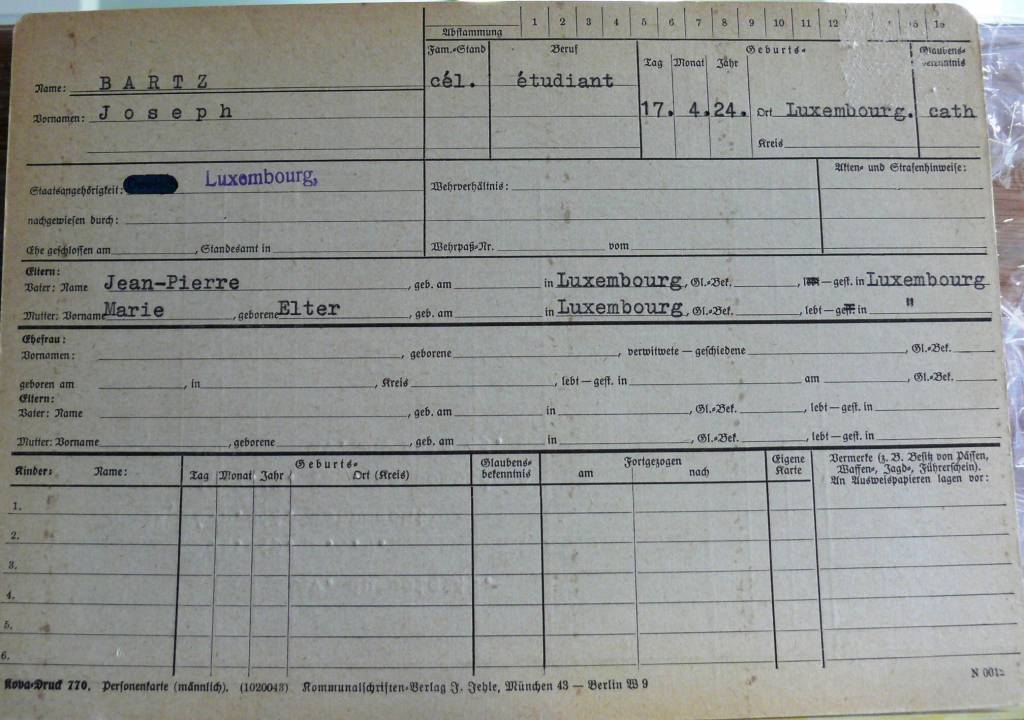 Abstammung 1 2 3 4 5 6 7 8 9 10 11 12
Fam.=Stand Beruf Geburts= Glaubens=
Tag Monat Jahr bekenntnis
Name: BARTZ cél. étudiant
Vornamen: Joseph 17. 4. 24. Ort Luxembourg. cath
Kreis
Staatsangehörigkeit: Luxembourg, Wehrverhältnis: Akten= und Strafenhinweise:
nachgewiesen durch:
Ehe geschlossen am , Standesamt in Wehrpaß=Nr. vom
Eltern:
Vater: Name Jean-Pierre , geb. am in Luxembourg , Gl.=Bek. , — gest. in Luxembourg
Mutter: Vorname Marie , geborene Elter , geb. am in Luxembourg , Gl.=Bek. , lebt — gest. in "
Ehefrau:
Vornamen: , geborene , verwitwete — geschiedene , Gl.=Bek.
geboren am , in , Kreis , lebt — gest. in am , Gl.=Bek.
Eltern:
Vater: Name , geb. am in , Gl.=Bek. , lebt — gest. in
Mutter: Vorname , geborene , geb. am in , Gl.=Bek. , lebt — gest. in
Kinder: Name: Geburts= Glaubens= Fortgezogen Eigene Vermerke (z. B. Besitz von Pässen,
Tag Monat Jahr Ort (Kreis) bekenntnis am nach Karte Waffen=, Jagd=, Führerschein).
An Ausweispapieren lagen vor:
1.
2.
3.
4.
5.
6.
Kova=Druck 770. Personenkarte (männlich). (1020043) Kommunalschriften=Verlag J. Jehle, München 43 — Berlin W 9 N 001